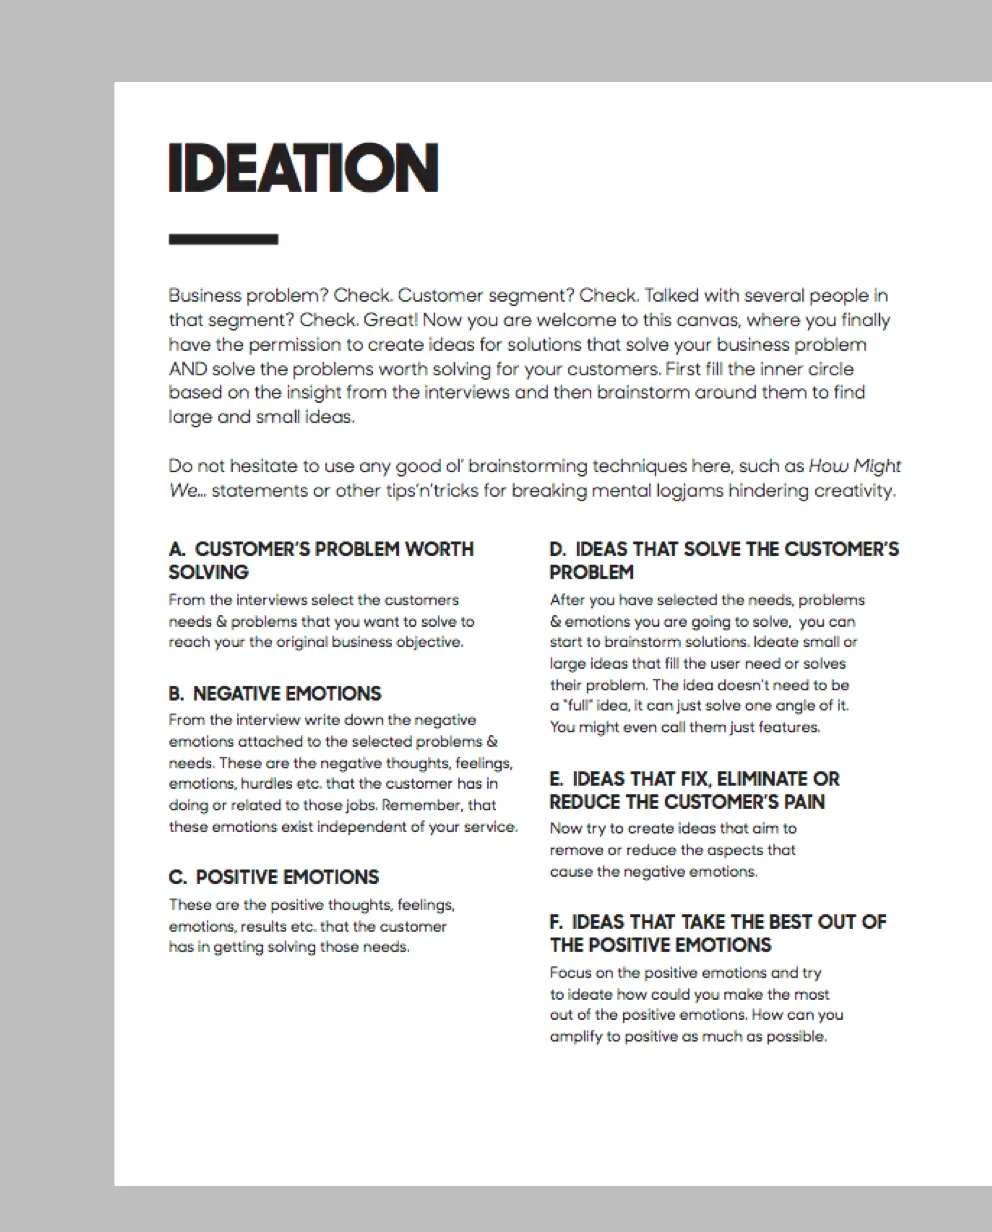 IDEATION
Business problem? Check. Customer segment? Check. Talked with several people in
that segment? Check. Great! Now you are welcome to this canvas, where you finally
have the permission to create ideas for solutions that solve your business problem
AND solve the problems worth solving for your customers. First fill the inner circle
based on the insight from the interviews and then brainstorm around them to find
large and small ideas.
Do not hesitate to use any good ol’ brainstorming techniques here, such as How Might
We... statements or other tips’n’tricks for breaking mental logjams hindering creativity.
A. CUSTOMER’S PROBLEM WORTH
SOLVING
From the interviews select the customers
needs & problems that you want to solve to
reach your the original business objective.
B. NEGATIVE EMOTIONS
From the interview write down the negative
emotions attached to the selected problems &
needs. These are the negative thoughts, feelings,
emotions, hurdles etc. that the customer has in
doing or related to those jobs. Remember, that
these emotions exist independent of your service.
C. POSITIVE EMOTIONS
These are the positive thoughts, feelings,
emotions, results etc. that the customer
has in getting solving those needs.
D. IDEAS THAT SOLVE THE CUSTOMER’S
PROBLEM
After you have selected the needs, problems
& emotions you are going to solve, you can
start to brainstorm solutions. Ideate small or
large ideas that fill the user need or solves
their problem. The idea doesn’t need to be
a “full” idea, it can just solve one angle of it.
You might even call them just features.
E. IDEAS THAT FIX, ELIMINATE OR
REDUCE THE CUSTOMER’S PAIN
Now try to create ideas that aim to
remove or reduce the aspects that
cause the negative emotions.
F. IDEAS THAT TAKE THE BEST OUT OF
THE POSITIVE EMOTIONS
Focus on the positive emotions and try
to ideate how could you make the most
out of the positive emotions. How can you
amplify to positive as much as possible.